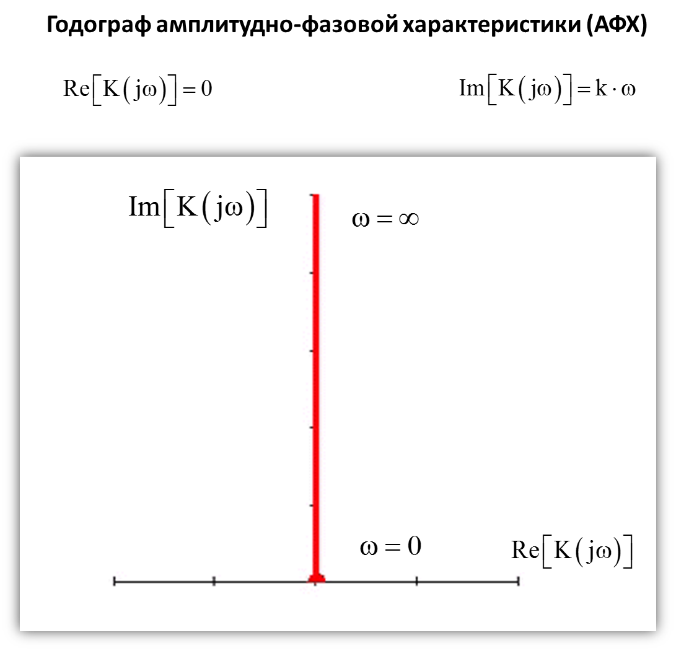 Годограф амплитудно-фазовой характеристики (АФХ)
Re[K(jω)]=0 Im[K(jω)]=k·ω
Im[K(jω)] ω=∞
ω=0 Re[K(jω)]